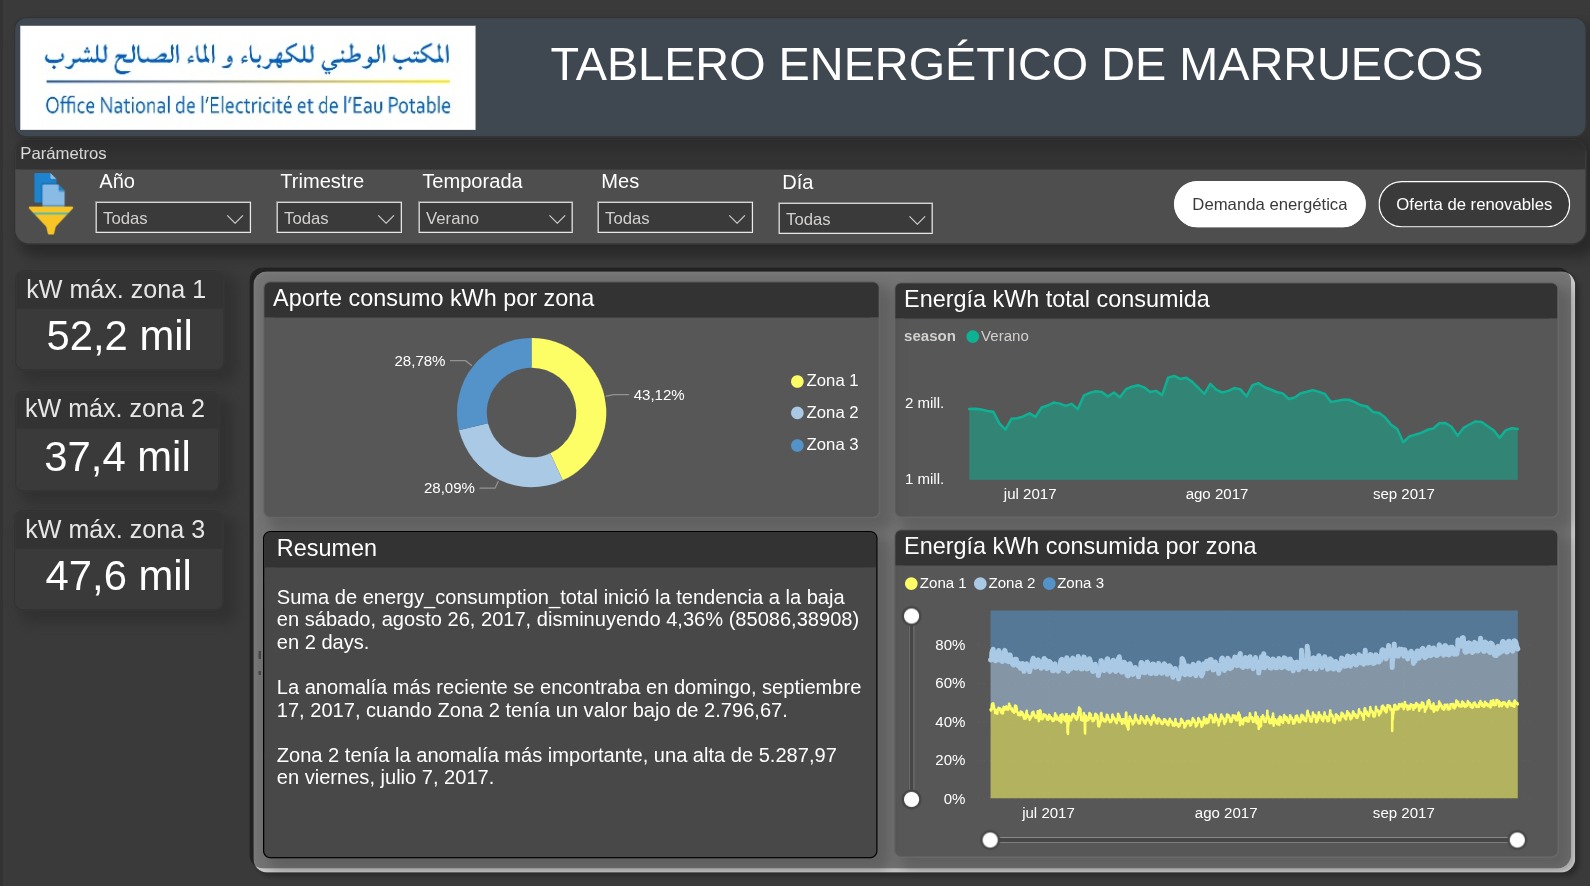 المكتب الوطني للكهرباء و الماء الصالح للشرب
Office National de l'Electricité et de l'Eau Potable
TABLERO ENERGÉTICO DE MARRUECOS
Parámetros
Año
Trimestre
Temporada
Mes
Día
Todas
Todas
Verano
Todas
Todas
Demanda energética
Oferta de renovables
kW máx. zona 1
52,2 mil
kW máx. zona 2
37,4 mil
kW máx. zona 3
47,6 mil
Aporte consumo kWh por zona
28,78%
43,12%
28,09%
Zona 1
Zona 2
Zona 3
Energía kWh total consumida
season Verano
2 mill.
1 mill.
jul 2017
ago 2017
sep 2017
Resumen
Suma de energy_consumption_total inició la tendencia a la baja
en sábado, agosto 26, 2017, disminuyendo 4,36% (85086,38908)
en 2 days.
La anomalía más reciente se encontraba en domingo, septiembre
17, 2017, cuando Zona 2 tenía un valor bajo de 2.796,67.
Zona 2 tenía la anomalía más importante, una alta de 5.287,97
en viernes, julio 7, 2017.
Energía kWh consumida por zona
Zona 1 Zona 2 Zona 3
80%
60%
40%
20%
0%
jul 2017
ago 2017
sep 2017